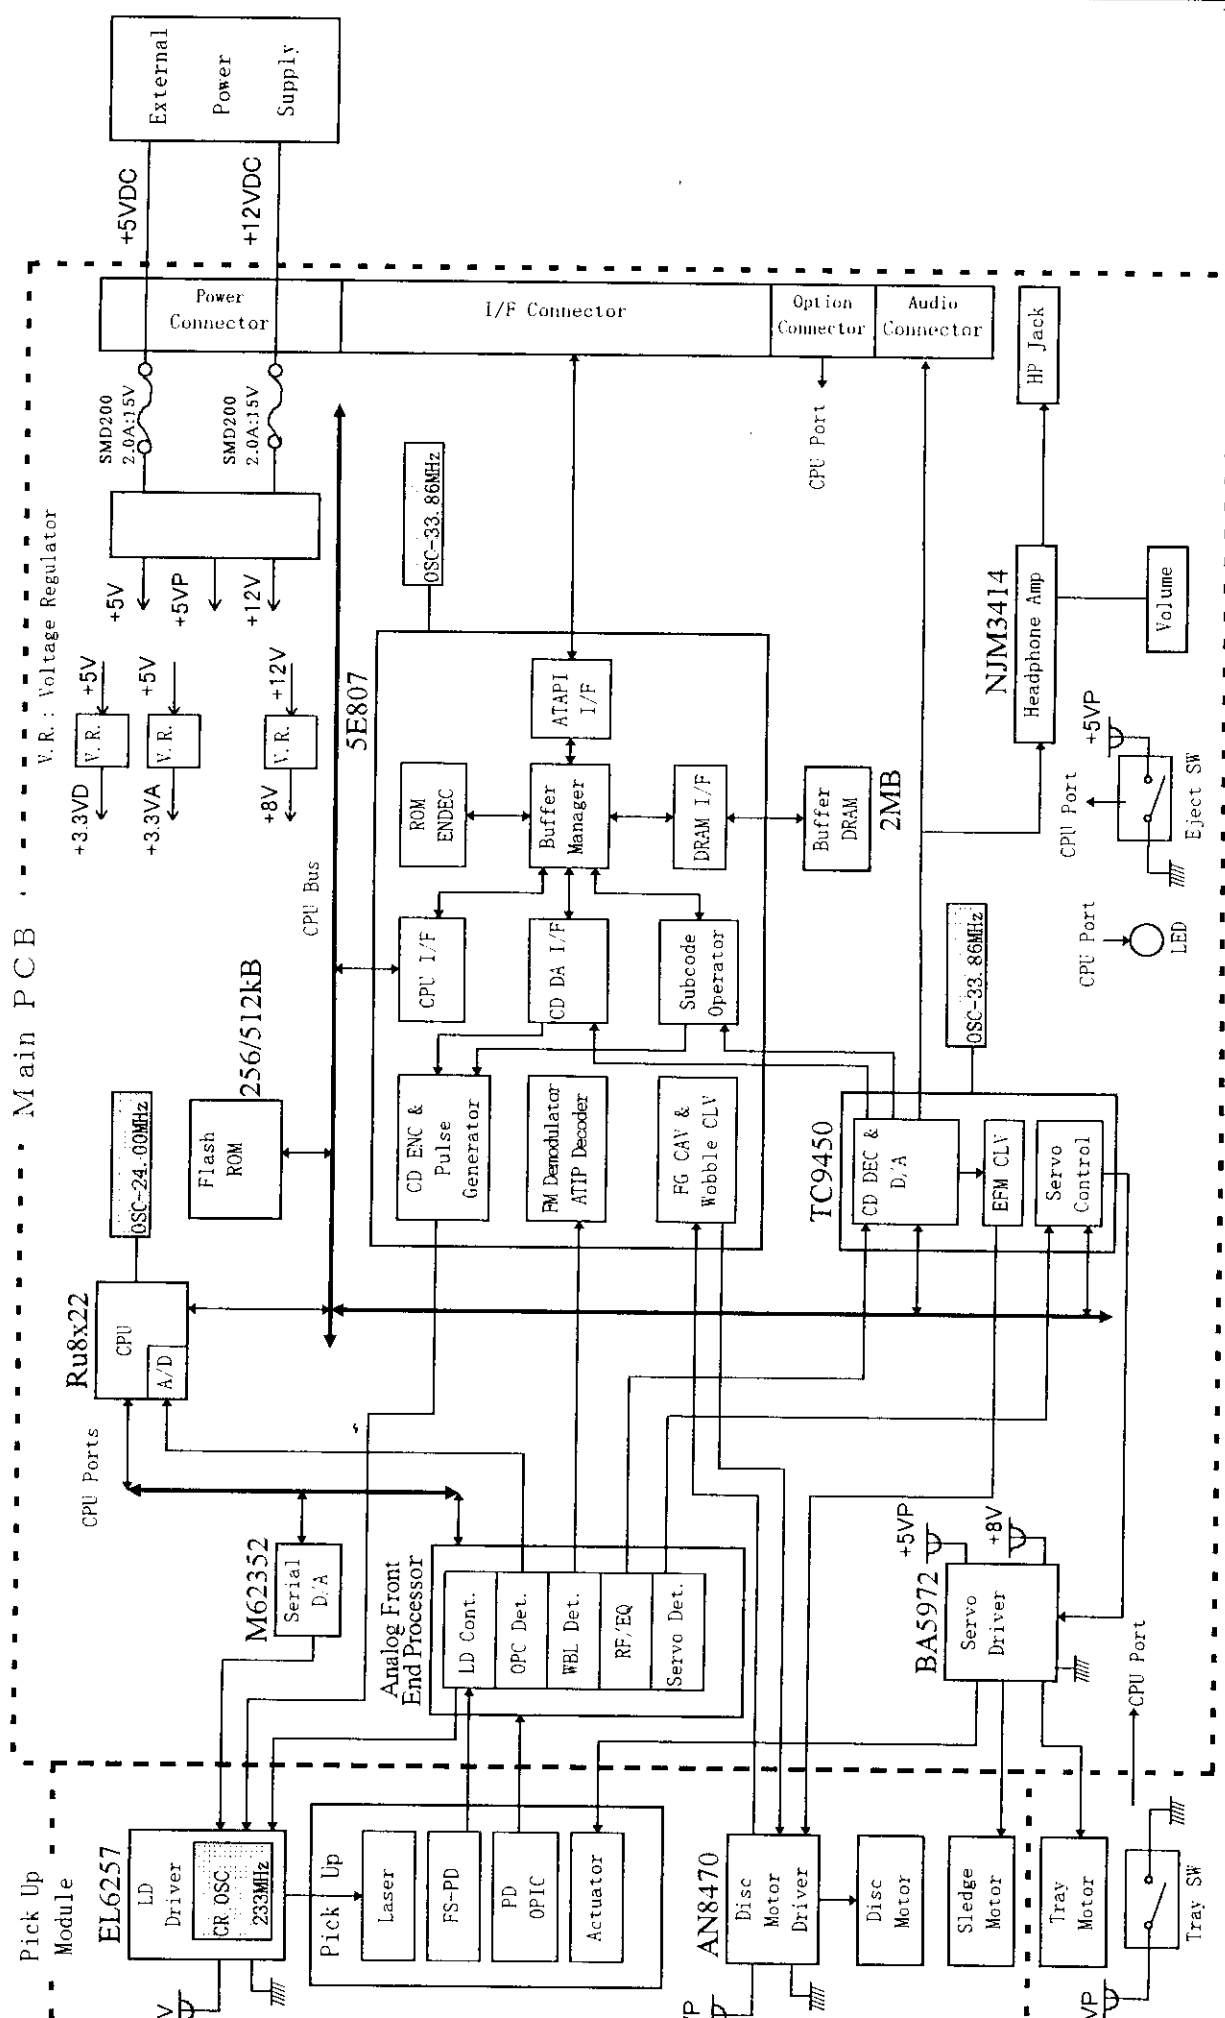 External
Power
Supply
+5VDC
+12VDC
Power
Connector
I/F Connector
Option
Connector
Audio
Connector
SMD200
2.0A:15V
SMD200
2.0A:15V
V.R.: Voltage Regulator
+5V
+5VP
+12V
+5V
V.R.
+3.3VD
+5V
V.R.
+3.3VA
+12V
V.R.
+8V
Main PCB
CPU Bus
OSC-33.86MHz
CPU Port
HP Jack
NJM3414
Headphone Amp
Volume
5E807
ATAPI
I/F
ROM
ENDEC
Buffer
Manager
DRAM I/F
Buffer
DRAM
2MB
CPU I/F
CD DA I/F
Subcode
Operator
CD ENC &
Pulse
Generator
FM Demodulator
ATIP Decoder
FG CAV &
Wobble CLV
+5VP
CPU Port
Eject SW
CPU Port
LED
OSC-33.86MHz
256/512kB
Flash
ROM
OSC-24.00MHz
Ru8x22
CPU
A/D
CPU Ports
TC9450
CD DEC &
D/A
EFM CLV
Servo
Control
M62352
Serial
D/A
Analog Front
End Processor
LD Cont.
OPC Det.
WBL Det.
RF/EQ
Servo Det.
+5VP
+8V
BA5972
Servo
Driver
CPU Port
Pick Up
Module
EL6257
LD
Driver
CR OSC
233MHz
Pick Up
Laser
FS-PD
PD
OPIC
Actuator
AN8470
Disc
Motor
Driver
Disc
Motor
Sledge
Motor
Tray
Motor
Tray SW
V
VP
VP